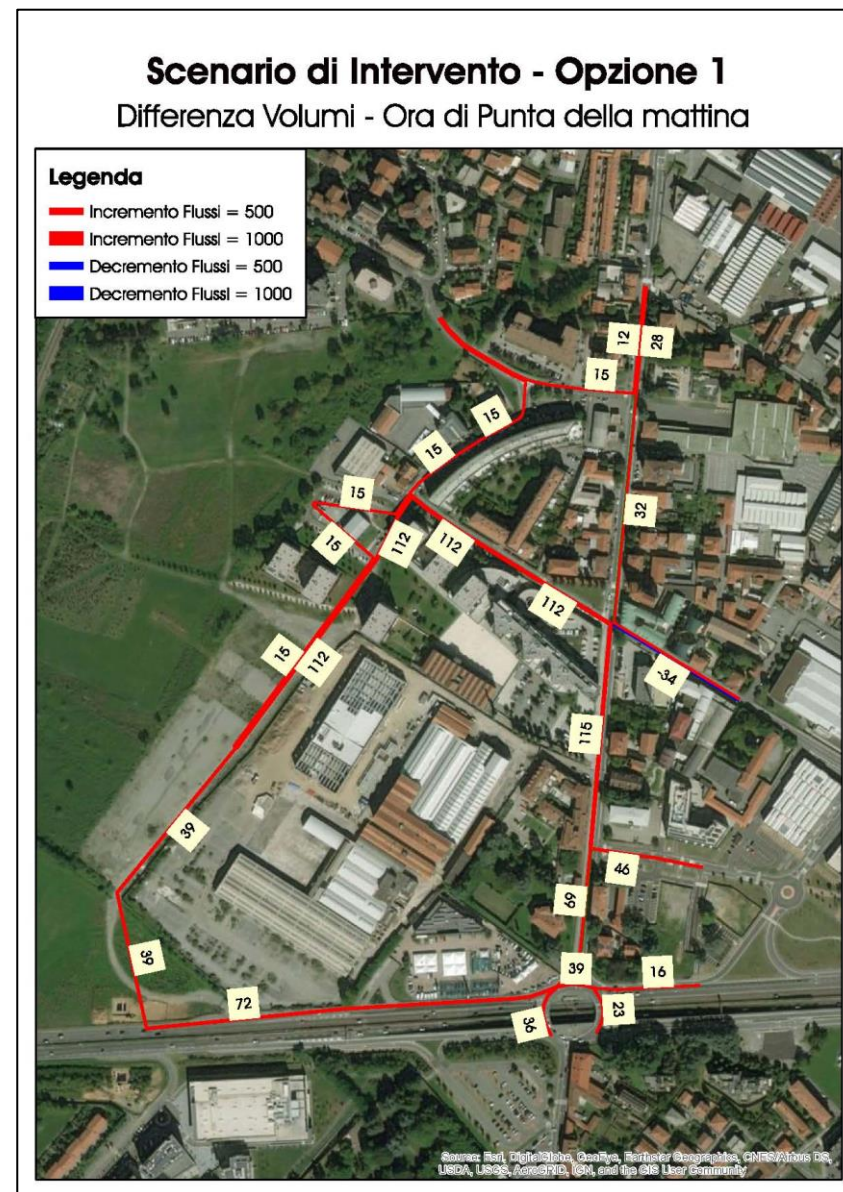 Scenario di Intervento - Opzione 1
Differenza Volumi - Ora di Punta della mattina
Legenda
Incremento Flussi = 500
Incremento Flussi = 1000
Decremento Flussi = 500
Decremento Flussi = 1000
12
28
15
15
15
15
32
112
112
15
112
-34
15
112
115
39
46
69
39
39
16
72
36
23
Source: Esri, DigitalGlobe, GeoEye, Earthstar Geographics, CNES/Airbus DS,
USDA, USGS, AeroGRID, IGN, and the GIS User Community